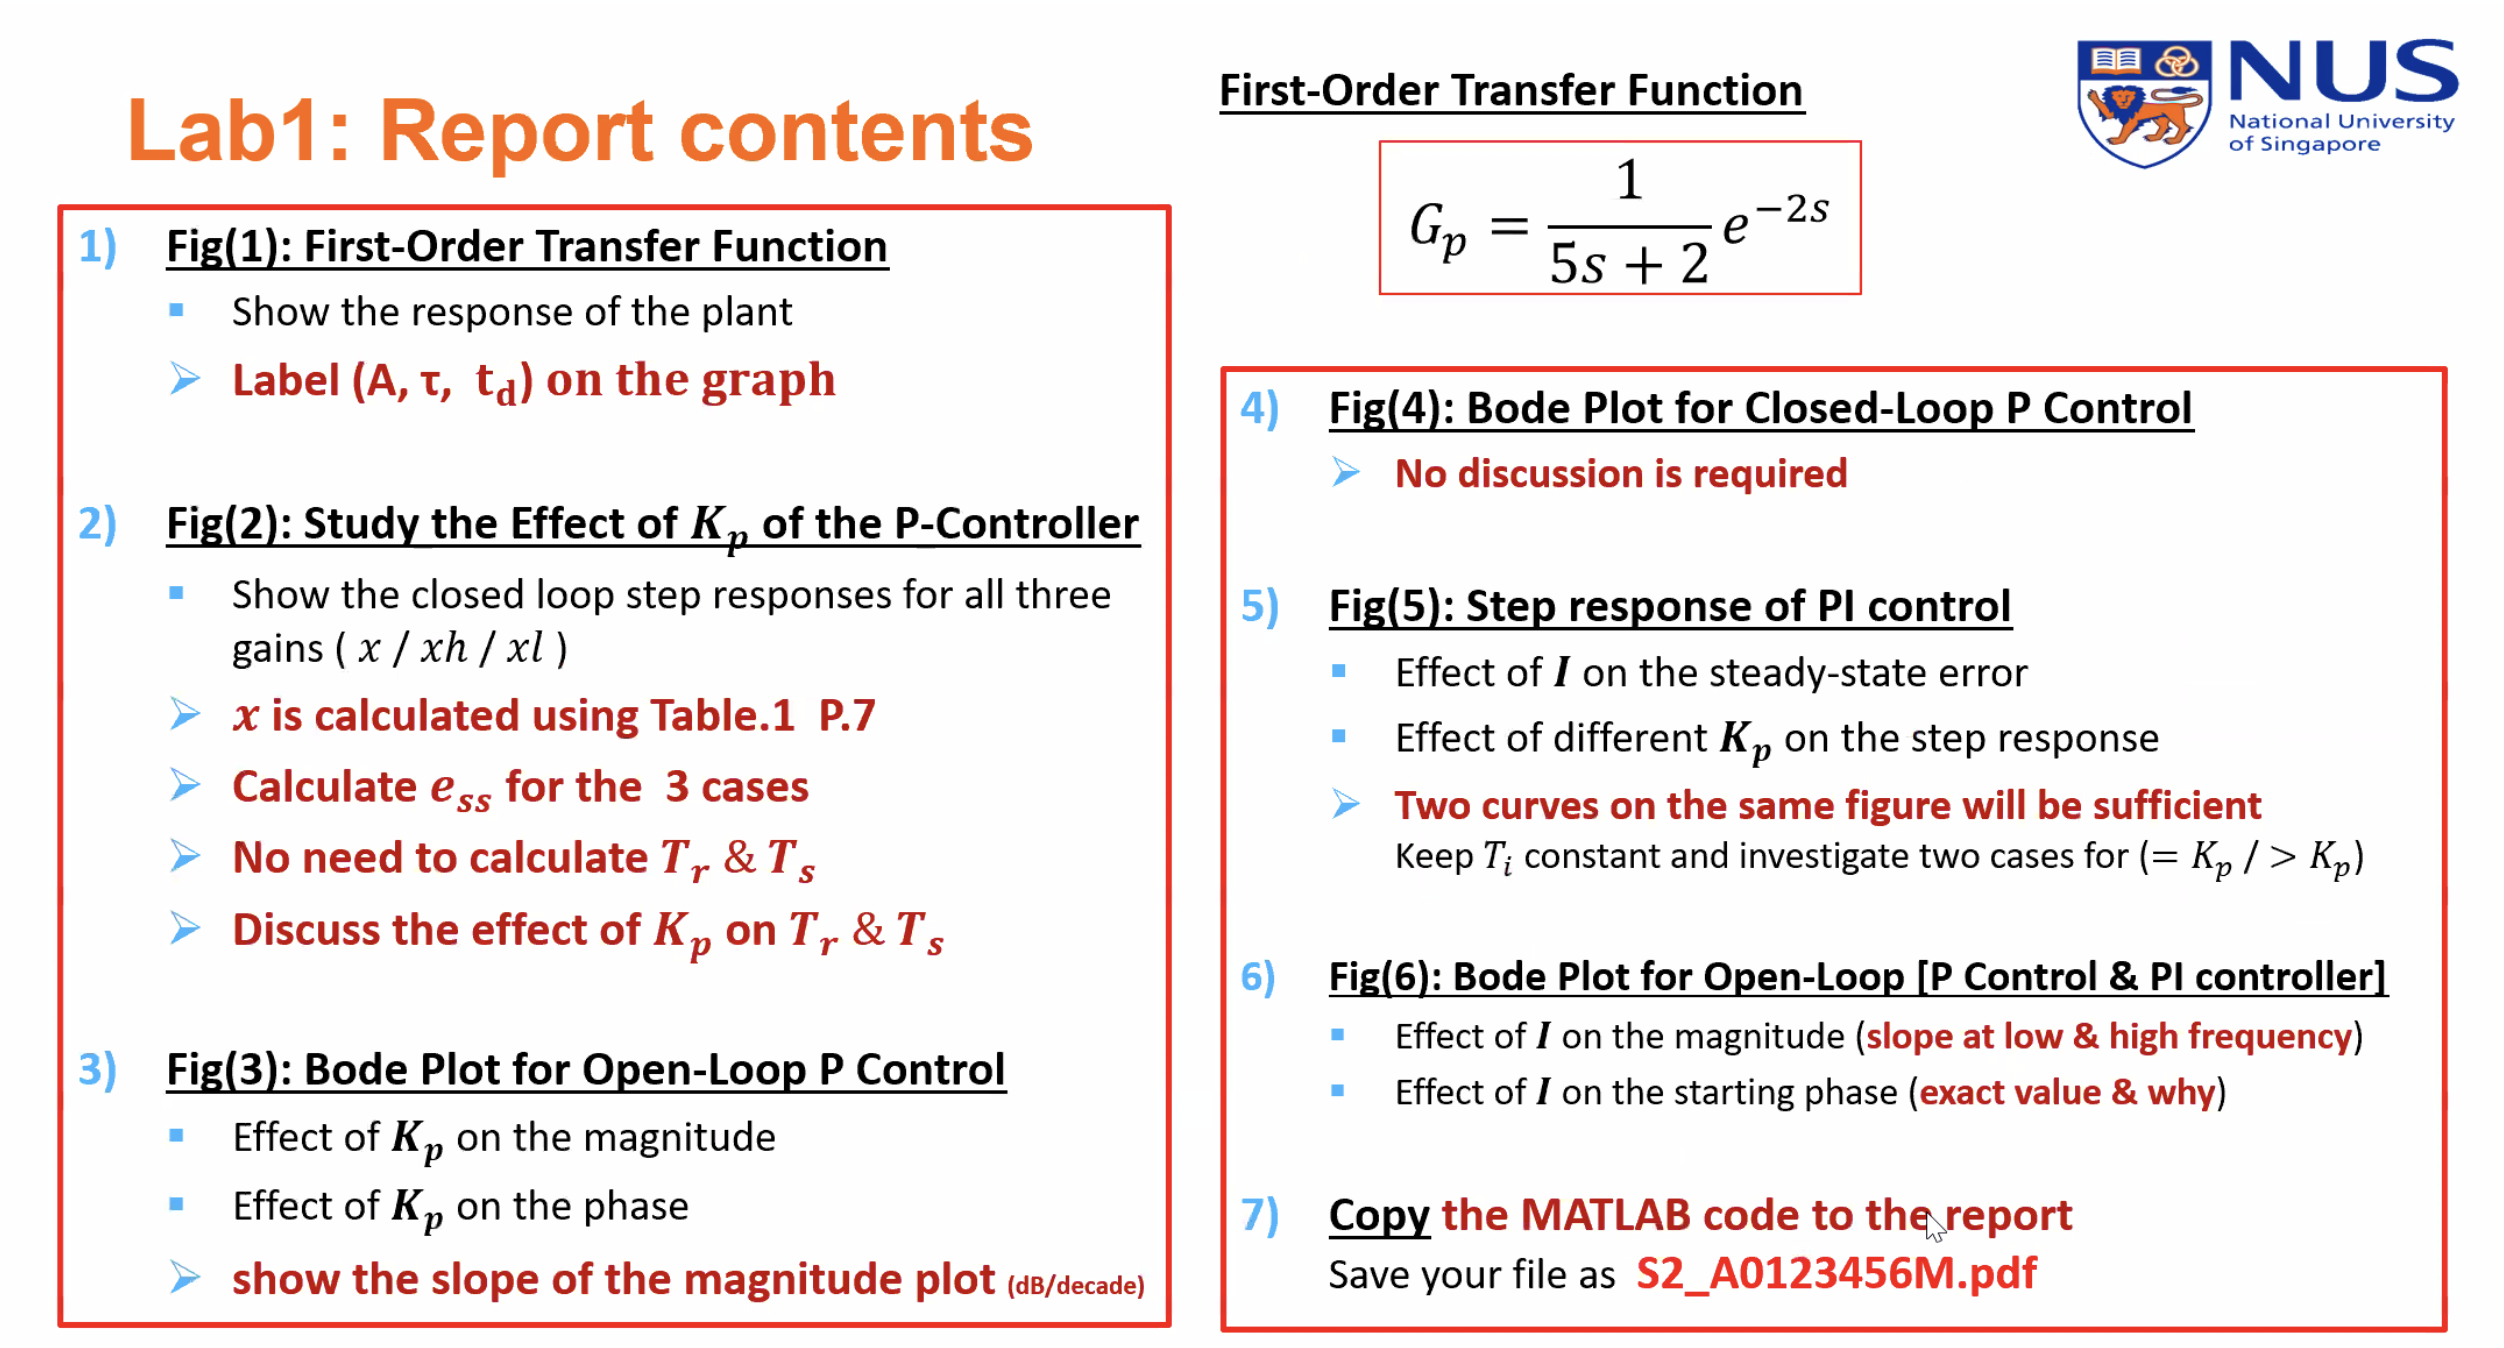 Lab1: Report contents
1) Fig(1): First-Order Transfer Function
Show the response of the plant
Label (A, τ, t_d) on the graph
2) Fig(2): Study the Effect of K_p of the P-Controller
Show the closed loop step responses for all three
gains ( x / xh / xl )
x is calculated using Table.1 P.7
Calculate e_ss for the 3 cases
No need to calculate T_r & T_s
Discuss the effect of K_p on T_r & T_s
3) Fig(3): Bode Plot for Open-Loop P Control
Effect of K_p on the magnitude
Effect of K_p on the phase
show the slope of the magnitude plot (dB/decade)
First-Order Transfer Function
G_p = 1/(5s + 2) e^{-2s}
NUS
National University
of Singapore
4) Fig(4): Bode Plot for Closed-Loop P Control
No discussion is required
5) Fig(5): Step response of PI control
Effect of I on the steady-state error
Effect of different K_p on the step response
Two curves on the same figure will be sufficient
Keep T_i constant and investigate two cases for (= K_p / > K_p)
6) Fig(6): Bode Plot for Open-Loop [P Control & PI controller]
Effect of I on the magnitude (slope at low & high frequency)
Effect of I on the starting phase (exact value & why)
7) Copy the MATLAB code to the report
Save your file as S2_A0123456M.pdf